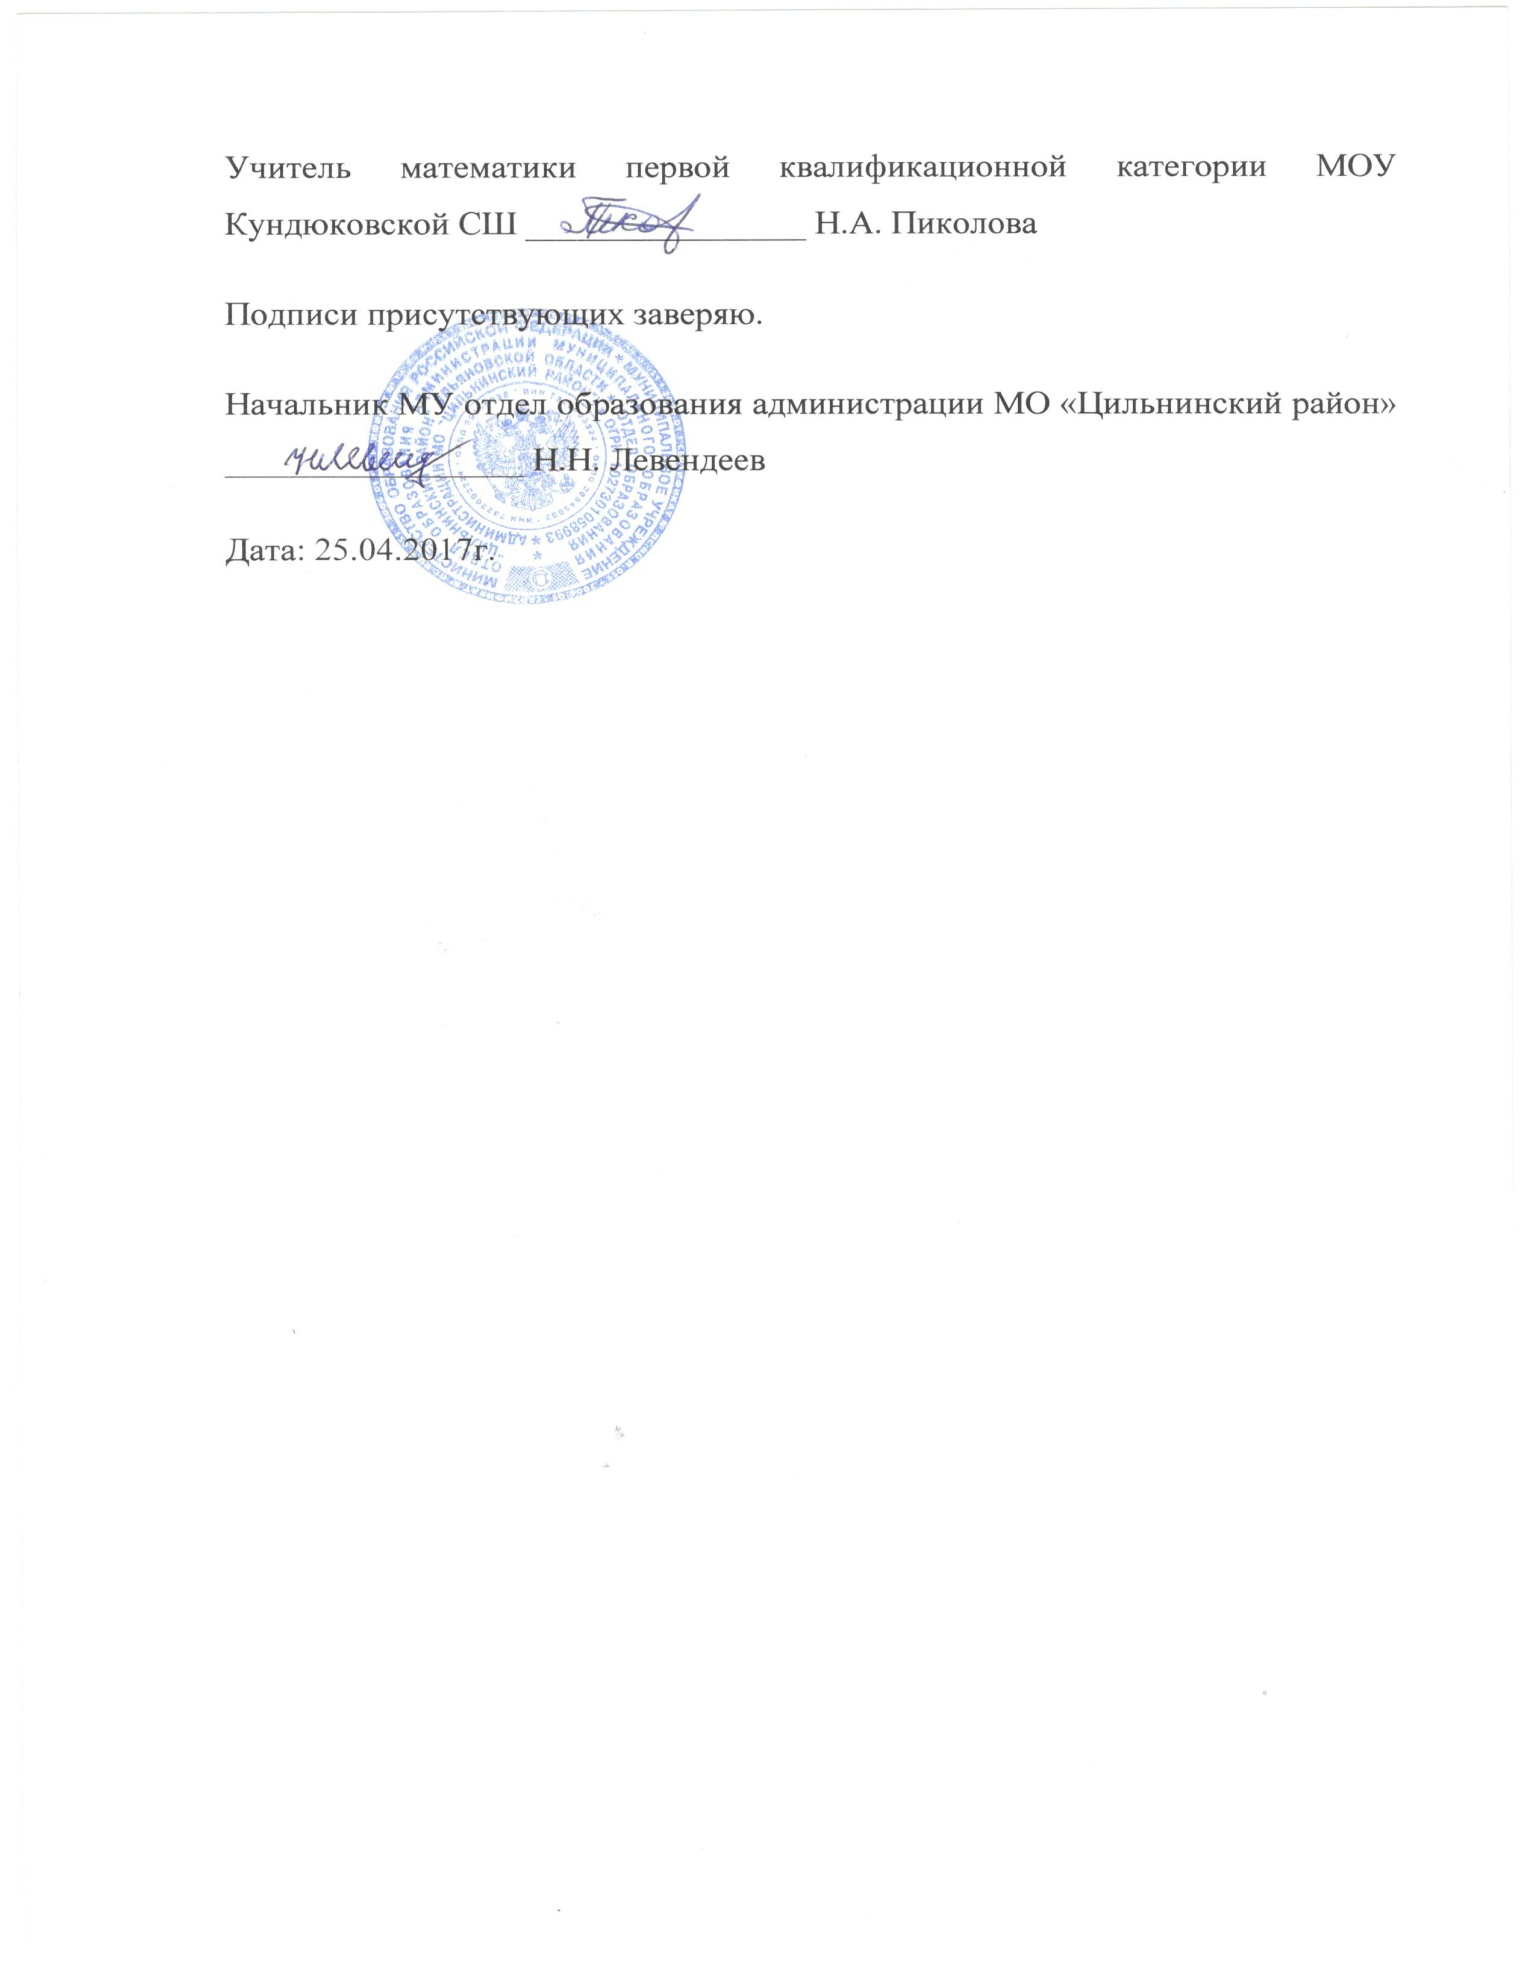 Учитель математики первой квалификационной категории МОУ
Кундюковской СШ ________________ Н.А. Пиколова
Подписи присутствующих заверяю.
Начальник МУ отдел образования администрации МО «Цильнинский район»
_________________ Н.Н. Левендеев
Дата: 25.04.2017г.